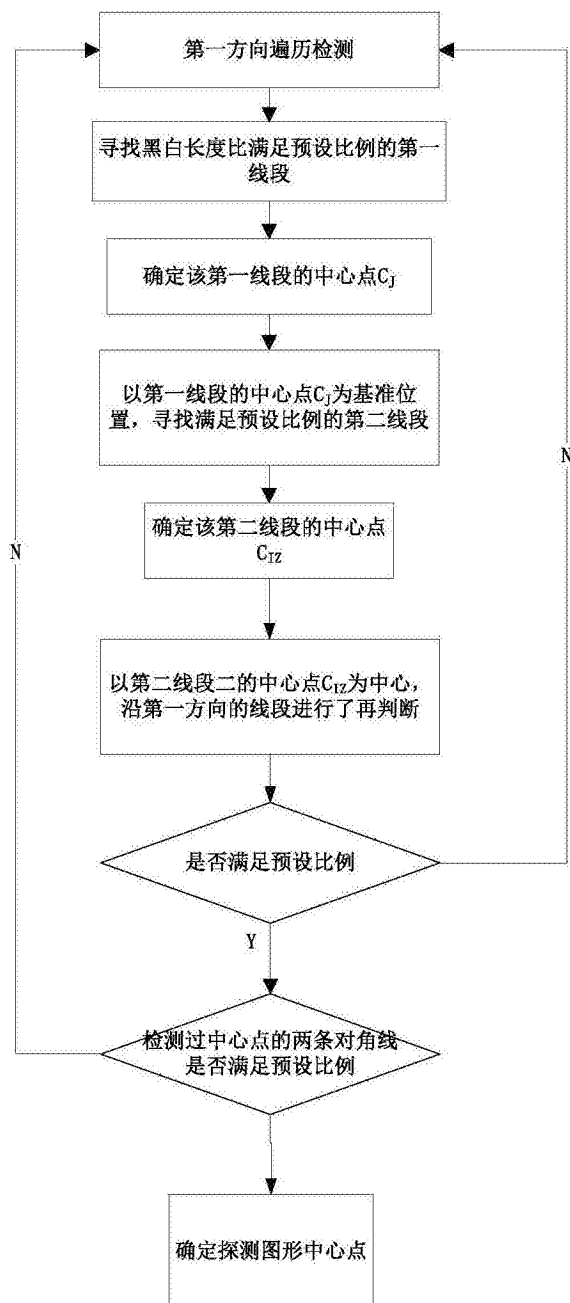 第一方向遍历检测
寻找黑白长度比满足预设比例的第一
线段
确定该第一线段的中心点CJ
以第一线段的中心点CJ为基准位
置，寻找满足预设比例的第二线段
N
确定该第二线段的中心点
CIZ
N
以第二线段二的中心点CIZ为中心，
沿第一方向的线段进行了再判断
是否满足预设比例
Y
检测过中心点的两条对角线
是否满足预设比例
确定探测图形中心点